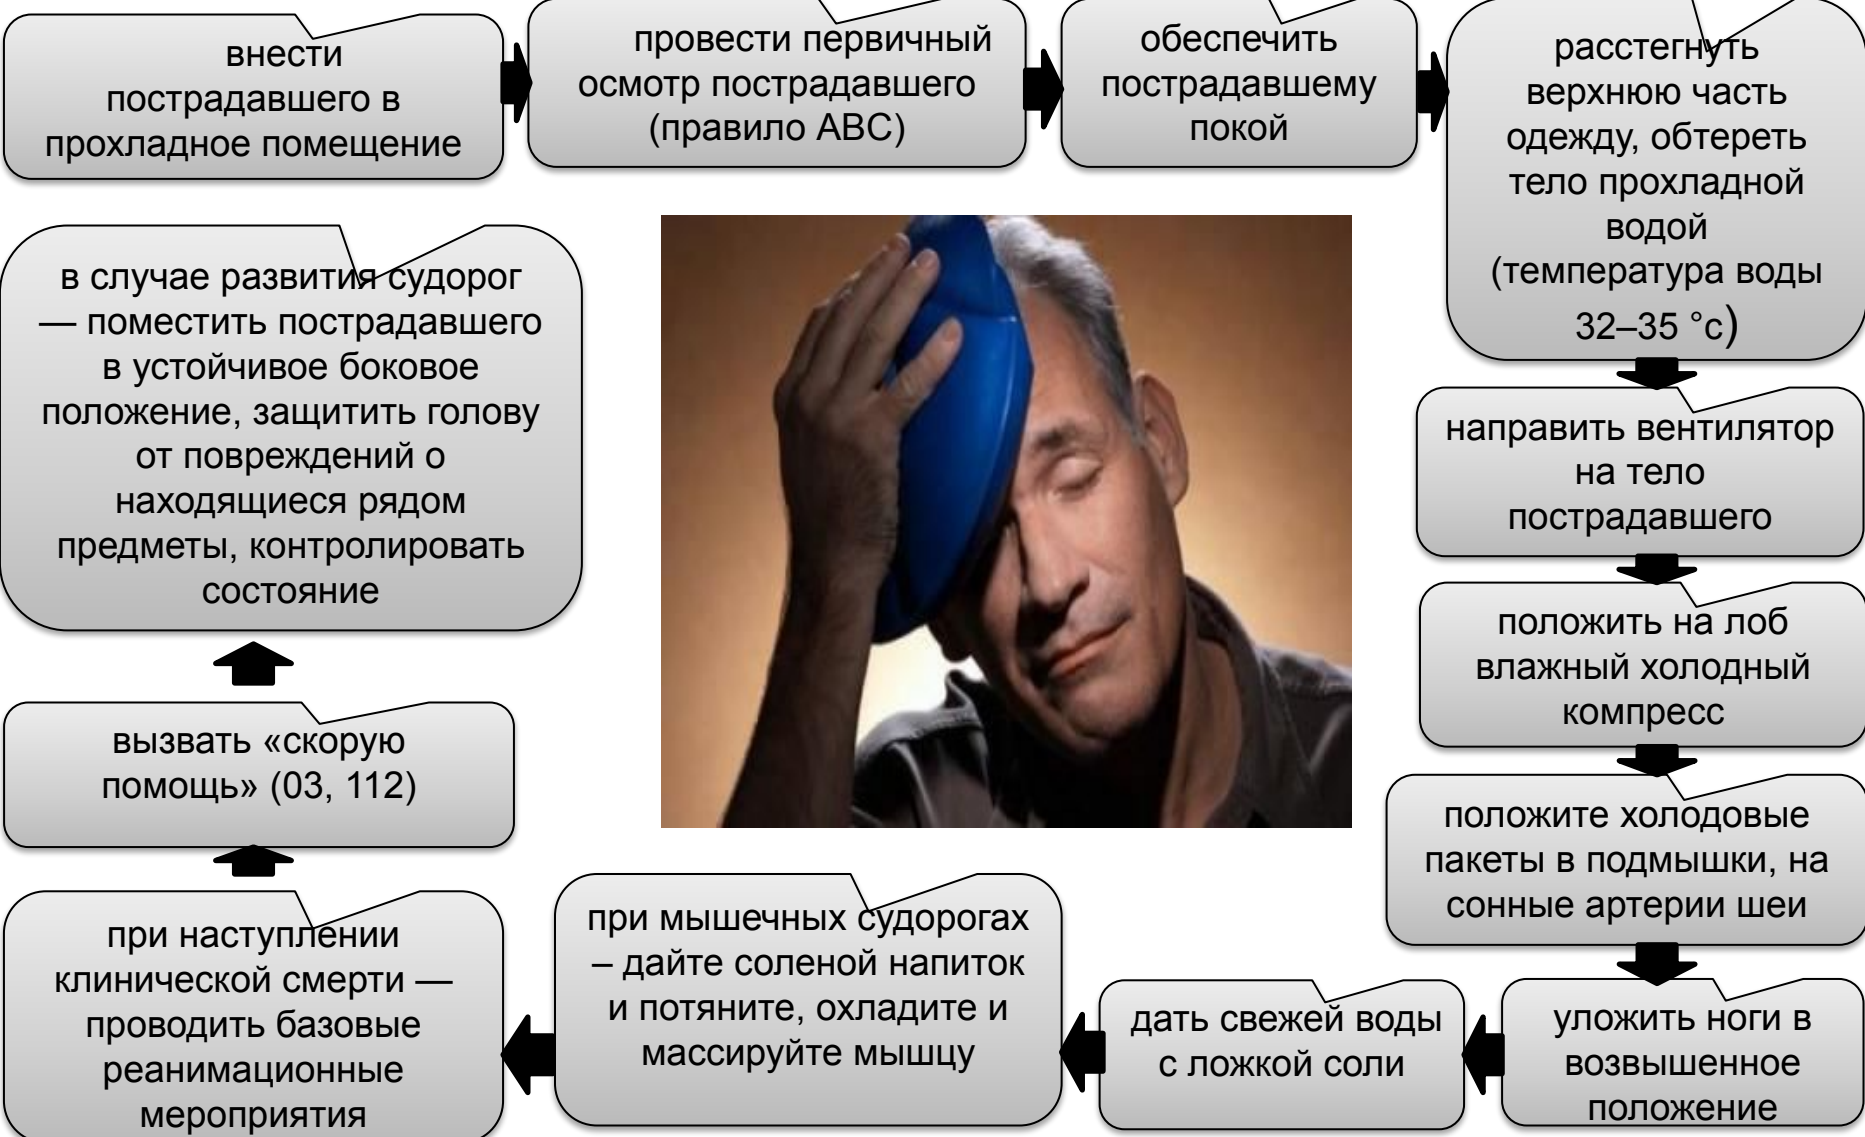 внести
пострадавшего в
прохладное помещение
провести первичный
осмотр пострадавшего
(правило АВС)
обеспечить
пострадавшему
покой
расстегнуть
верхнюю часть
одежду, обтереть
тело прохладной
водой
(температура воды
32–35 °с)
направить вентилятор
на тело
пострадавшего
положить на лоб
влажный холодный
компресс
положите холодовые
пакеты в подмышки, на
сонные артерии шеи
уложить ноги в
возвышенное
положение
дать свежей воды
с ложкой соли
при мышечных судорогах
– дайте соленой напиток
и потяните, охладите и
массируйте мышцу
при наступлении
клинической смерти —
проводить базовые
реанимационные
мероприятия
вызвать «скорую
помощь» (03, 112)
в случае развития судорог
— поместить пострадавшего
в устойчивое боковое
положение, защитить голову
от повреждений о
находящиеся рядом
предметы, контролировать
состояние